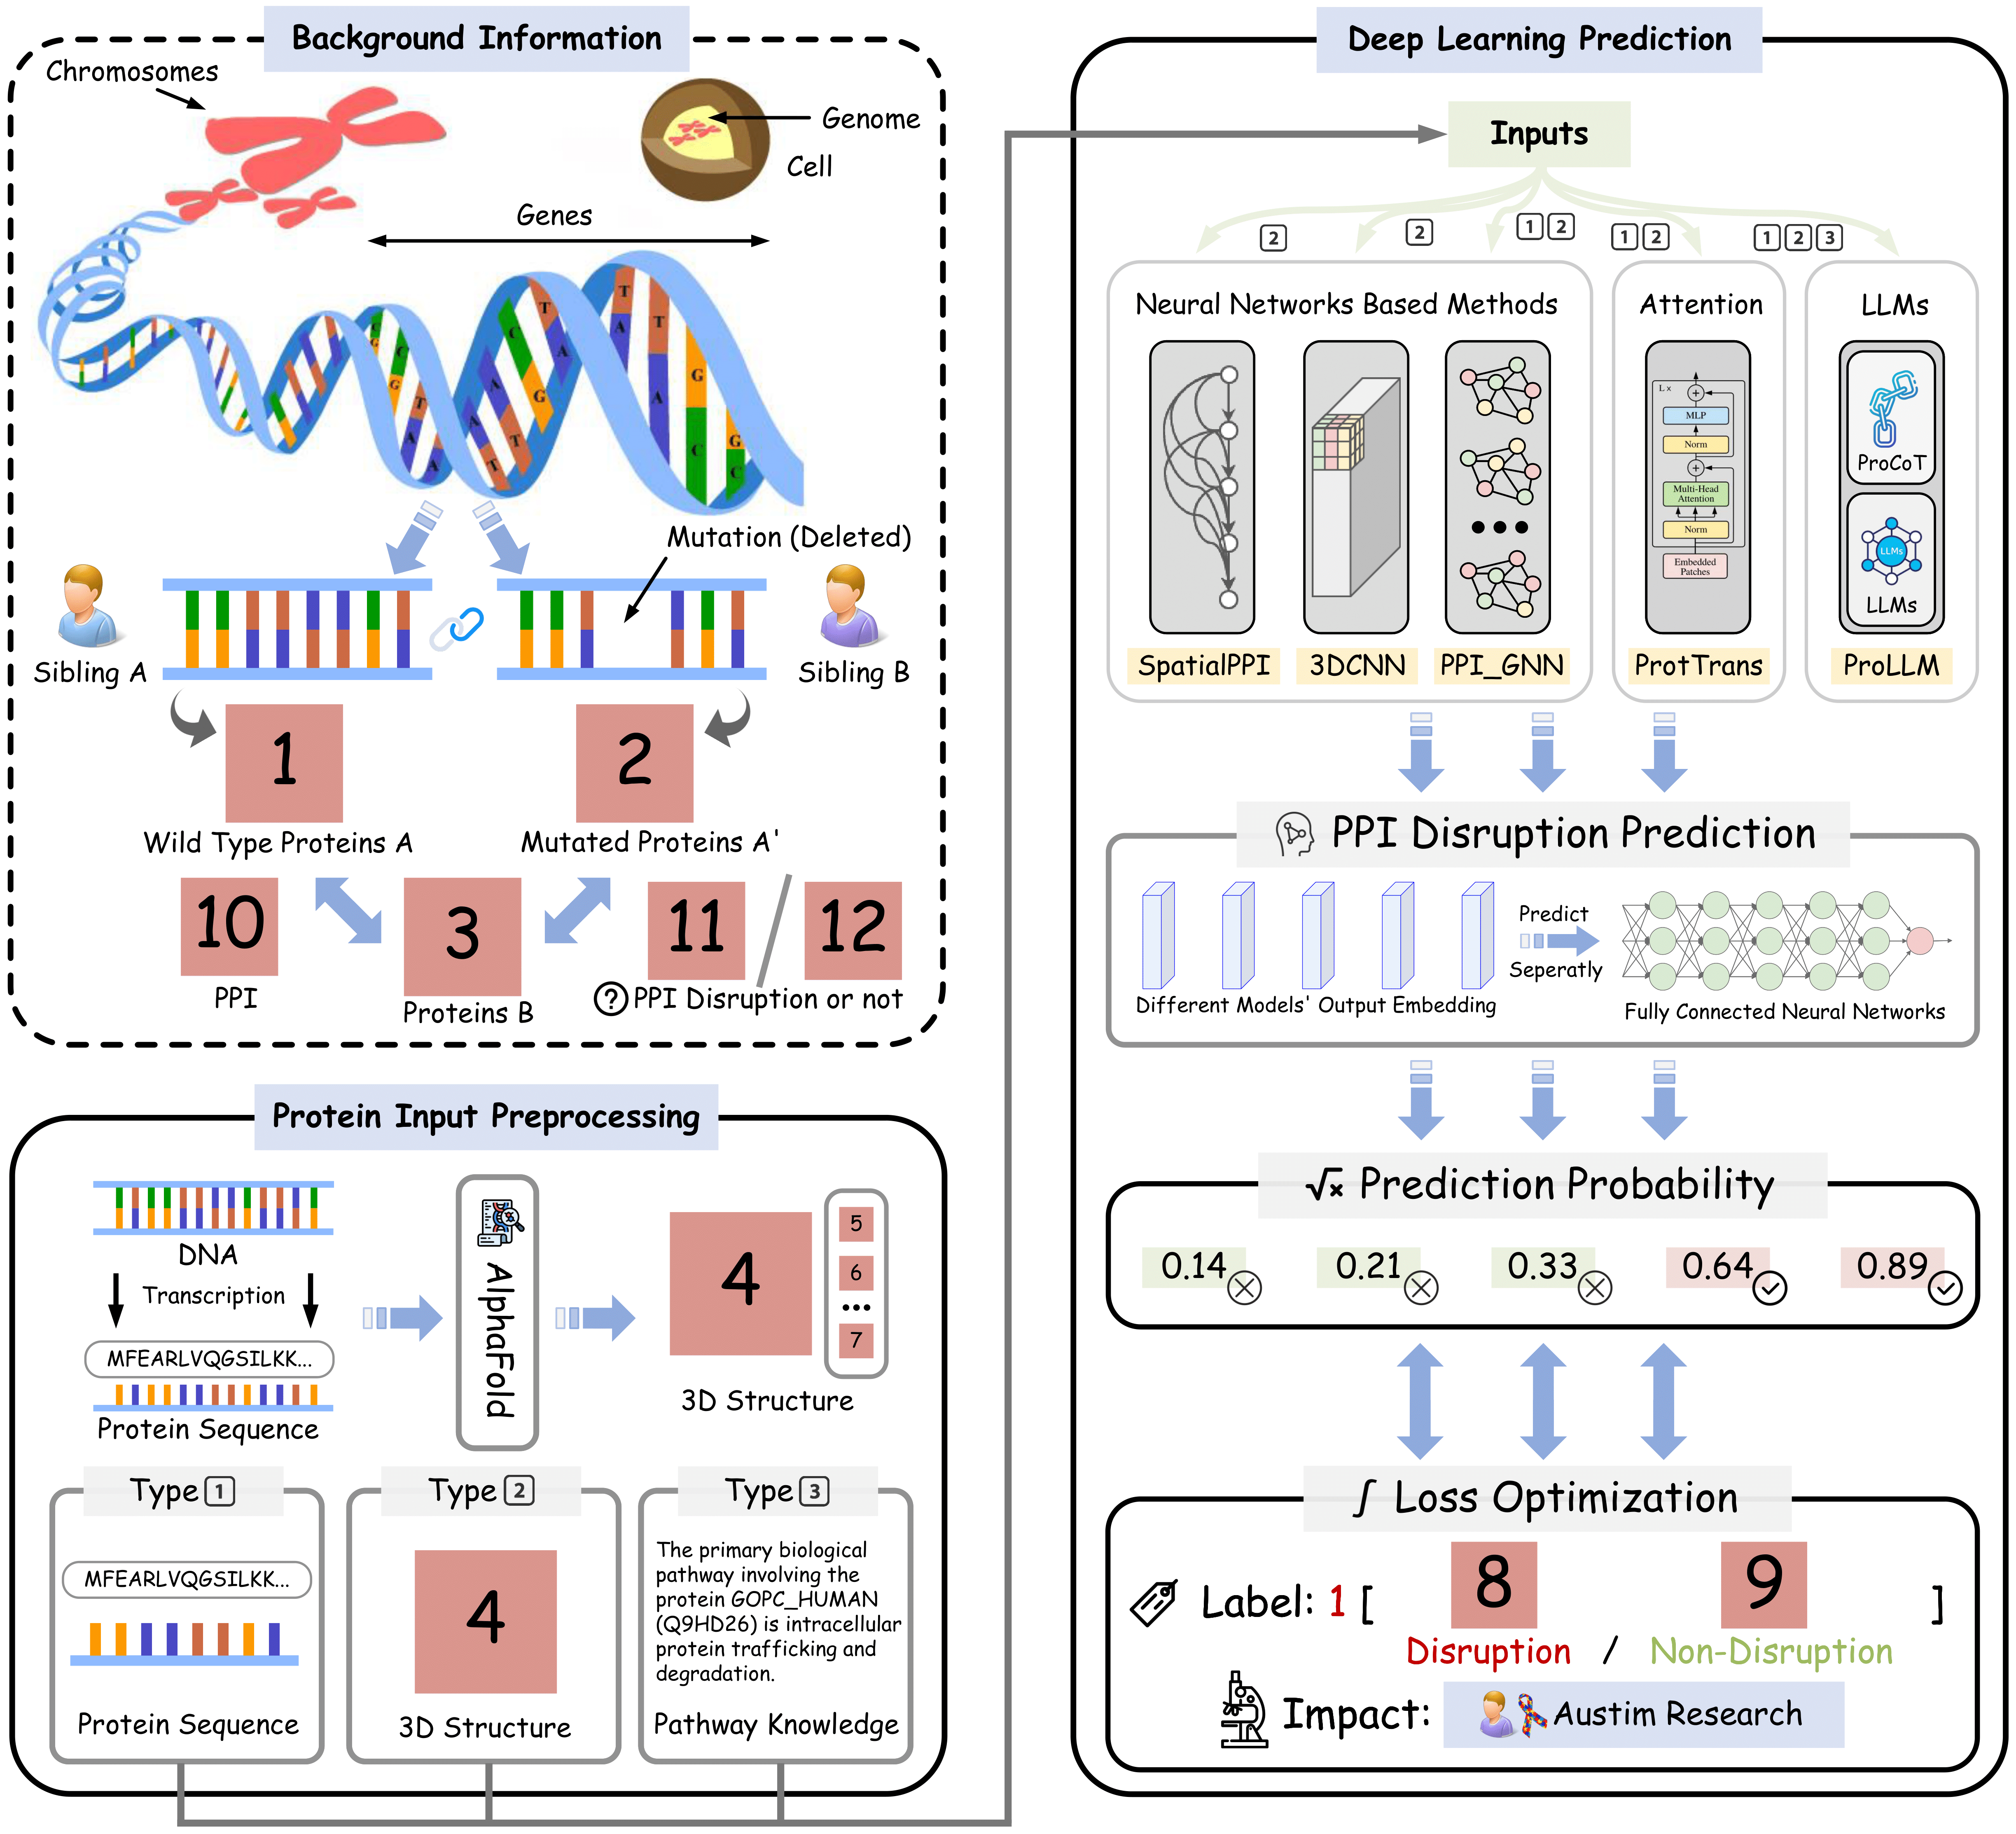 Background Information
Chromosomes
Genome
Cell
Genes
C
G
C
G
T
A
A
A
T
C
G
T
A
T
A
T
A
G
C
G
C
Mutation (Deleted)
Sibling A
Sibling B
1
2
Wild Type Proteins A
Mutated Proteins A'
10
3
11
12
PPI
Proteins B
? PPI Disruption or not
Protein Input Preprocessing
DNA
Transcription
MFEARLVQGSILKK...
Protein Sequence
AlphaFold
4
5
6
...
7
3D Structure
Type 1
MFEARLVQGSILKK...
Protein Sequence
Type 2
4
3D Structure
Type 3
The primary biological
pathway involving the
protein GOPC_HUMAN
(Q9HD26) is intracellular
protein trafficking and
degradation.
Pathway Knowledge
Deep Learning Prediction
Inputs
2
2
1 2
1 2
1 2 3
Neural Networks Based Methods
SpatialPPI
3DCNN
PPI_GNN
Attention
L x
+
MLP
Norm
+
Multi-Head
Attention
Norm
Embedded
Patches
ProtTrans
LLMs
ProCoT
LLMs
LLMs
ProLLM
PPI Disruption Prediction
Different Models' Output Embedding
Predict
Seperatly
Fully Connected Neural Networks
√x Prediction Probability
0.14
0.21
0.33
0.64
0.89
∫ Loss Optimization
Label: 1 [ 8 9 ]
Disruption / Non-Disruption
Impact: Austim Research